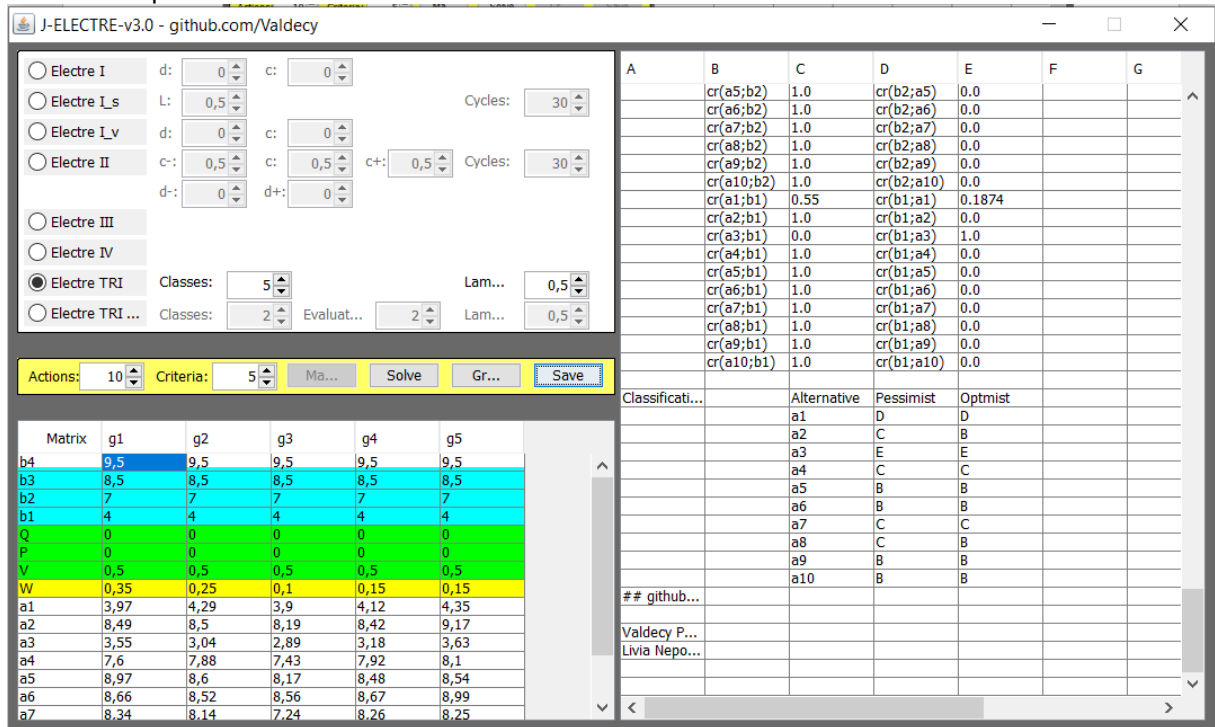 J-ELECTRE-v3.0 - github.com/Valdecy
Electre I d: 0 c: 0
Electre I_s L: 0,5 Cycles: 30
Electre I_v d: 0 c: 0
Electre II c-: 0,5 c: 0,5 c+: 0,5 Cycles: 30
d-: 0 d+: 0
Electre III
Electre IV
Electre TRI Classes: 5 Lam... 0,5
Electre TRI ... Classes: 2 Evaluat... 2 Lam... 0,5
Actions: 10 Criteria: 5 Ma... Solve Gr... Save
Matrix g1 g2 g3 g4 g5
b4 9,5 9,5 9,5 9,5 9,5
b3 8,5 8,5 8,5 8,5 8,5
b2 7 7 7 7 7
b1 4 4 4 4 4
Q 0 0 0 0 0
P 0 0 0 0 0
V 0,5 0,5 0,5 0,5 0,5
W 0,35 0,25 0,1 0,15 0,15
a1 3,97 4,29 3,9 4,12 4,35
a2 8,49 8,5 8,19 8,42 9,17
a3 3,55 3,04 2,89 3,18 3,63
a4 7,6 7,88 7,43 7,92 8,1
a5 8,97 8,6 8,17 8,48 8,54
a6 8,66 8,52 8,56 8,67 8,99
a7 8,34 8,14 7,24 8,26 8,25
A B C D E F G
cr(a5;b2) 1.0 cr(b2;a5) 0.0
cr(a6;b2) 1.0 cr(b2;a6) 0.0
cr(a7;b2) 1.0 cr(b2;a7) 0.0
cr(a8;b2) 1.0 cr(b2;a8) 0.0
cr(a9;b2) 1.0 cr(b2;a9) 0.0
cr(a10;b2) 1.0 cr(b2;a10) 0.0
cr(a1;b1) 0.55 cr(b1;a1) 0.1874
cr(a2;b1) 1.0 cr(b1;a2) 0.0
cr(a3;b1) 0.0 cr(b1;a3) 1.0
cr(a4;b1) 1.0 cr(b1;a4) 0.0
cr(a5;b1) 1.0 cr(b1;a5) 0.0
cr(a6;b1) 1.0 cr(b1;a6) 0.0
cr(a7;b1) 1.0 cr(b1;a7) 0.0
cr(a8;b1) 1.0 cr(b1;a8) 0.0
cr(a9;b1) 1.0 cr(b1;a9) 0.0
cr(a10;b1) 1.0 cr(b1;a10) 0.0
Classificati... Alternative Pessimist Optmist
a1 D D
a2 C B
a3 E E
a4 C C
a5 B B
a6 B B
a7 C C
a8 C B
a9 B B
a10 B B
## github...
Valdecy P...
Livia Nepo...